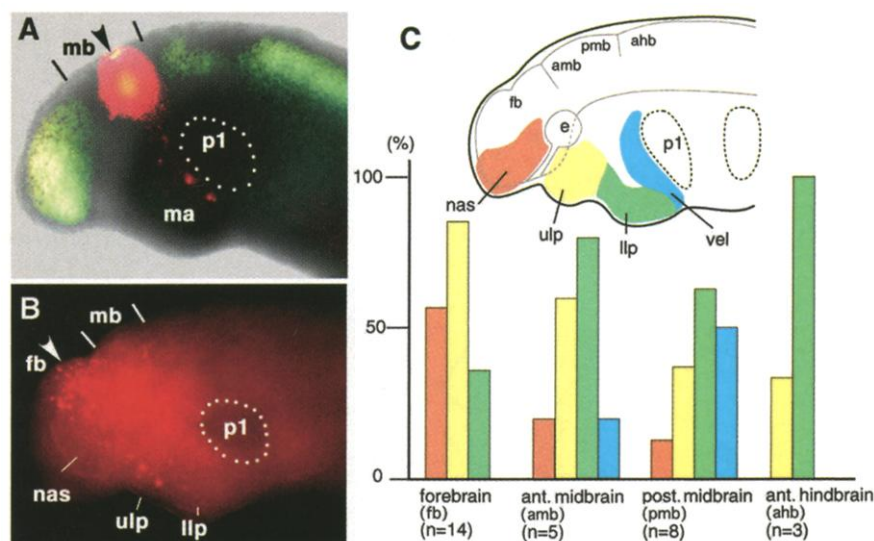 A
mb
p1
ma
B
mb
fb
p1
nas
ulp
llp
C
pmb
ahb
amb
fb
e
p1
nas
ulp
llp
vel
(%)
100
50
0
forebrain
(fb)
(n=14)
ant. midbrain
(amb)
(n=5)
post. midbrain
(pmb)
(n=8)
ant. hindbrain
(ahb)
(n=3)